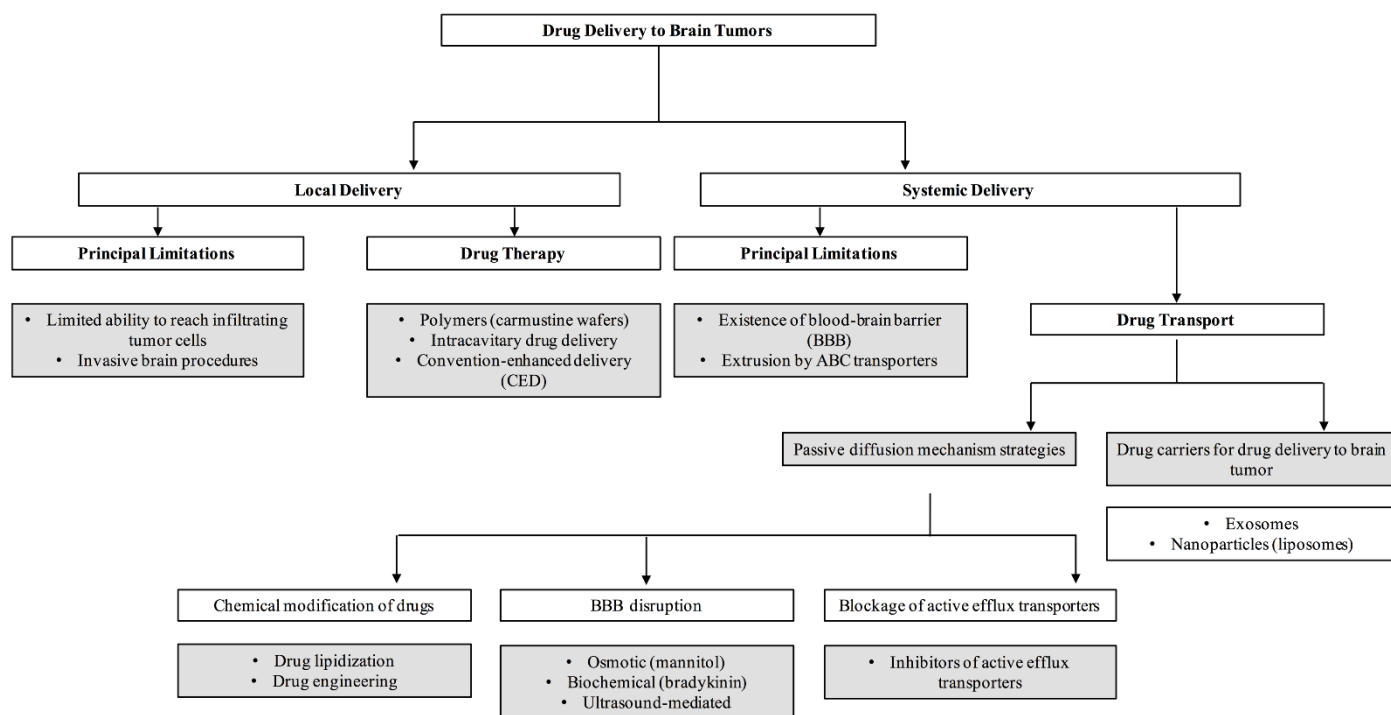 Drug Delivery to Brain Tumors
Local Delivery
Systemic Delivery
Principal Limitations
Drug Therapy
Principal Limitations
• Limited ability to reach infiltrating
tumor cells
• Invasive brain procedures
• Polymers (carmustine wafers)
• Intracavitary drug delivery
• Convention-enhanced delivery
(CED)
• Existence of blood-brain barrier
(BBB)
• Extrusion by ABC transporters
Drug Transport
Passive diffusion mechanism strategies
Drug carriers for drug delivery to brain
tumor
• Exosomes
• Nanoparticles (liposomes)
Chemical modification of drugs
BBB disruption
Blockage of active efflux transporters
• Drug lipidization
• Drug engineering
• Osmotic (mannitol)
• Biochemical (bradykinin)
• Ultrasound-mediated
• Inhibitors of active efflux
transporters